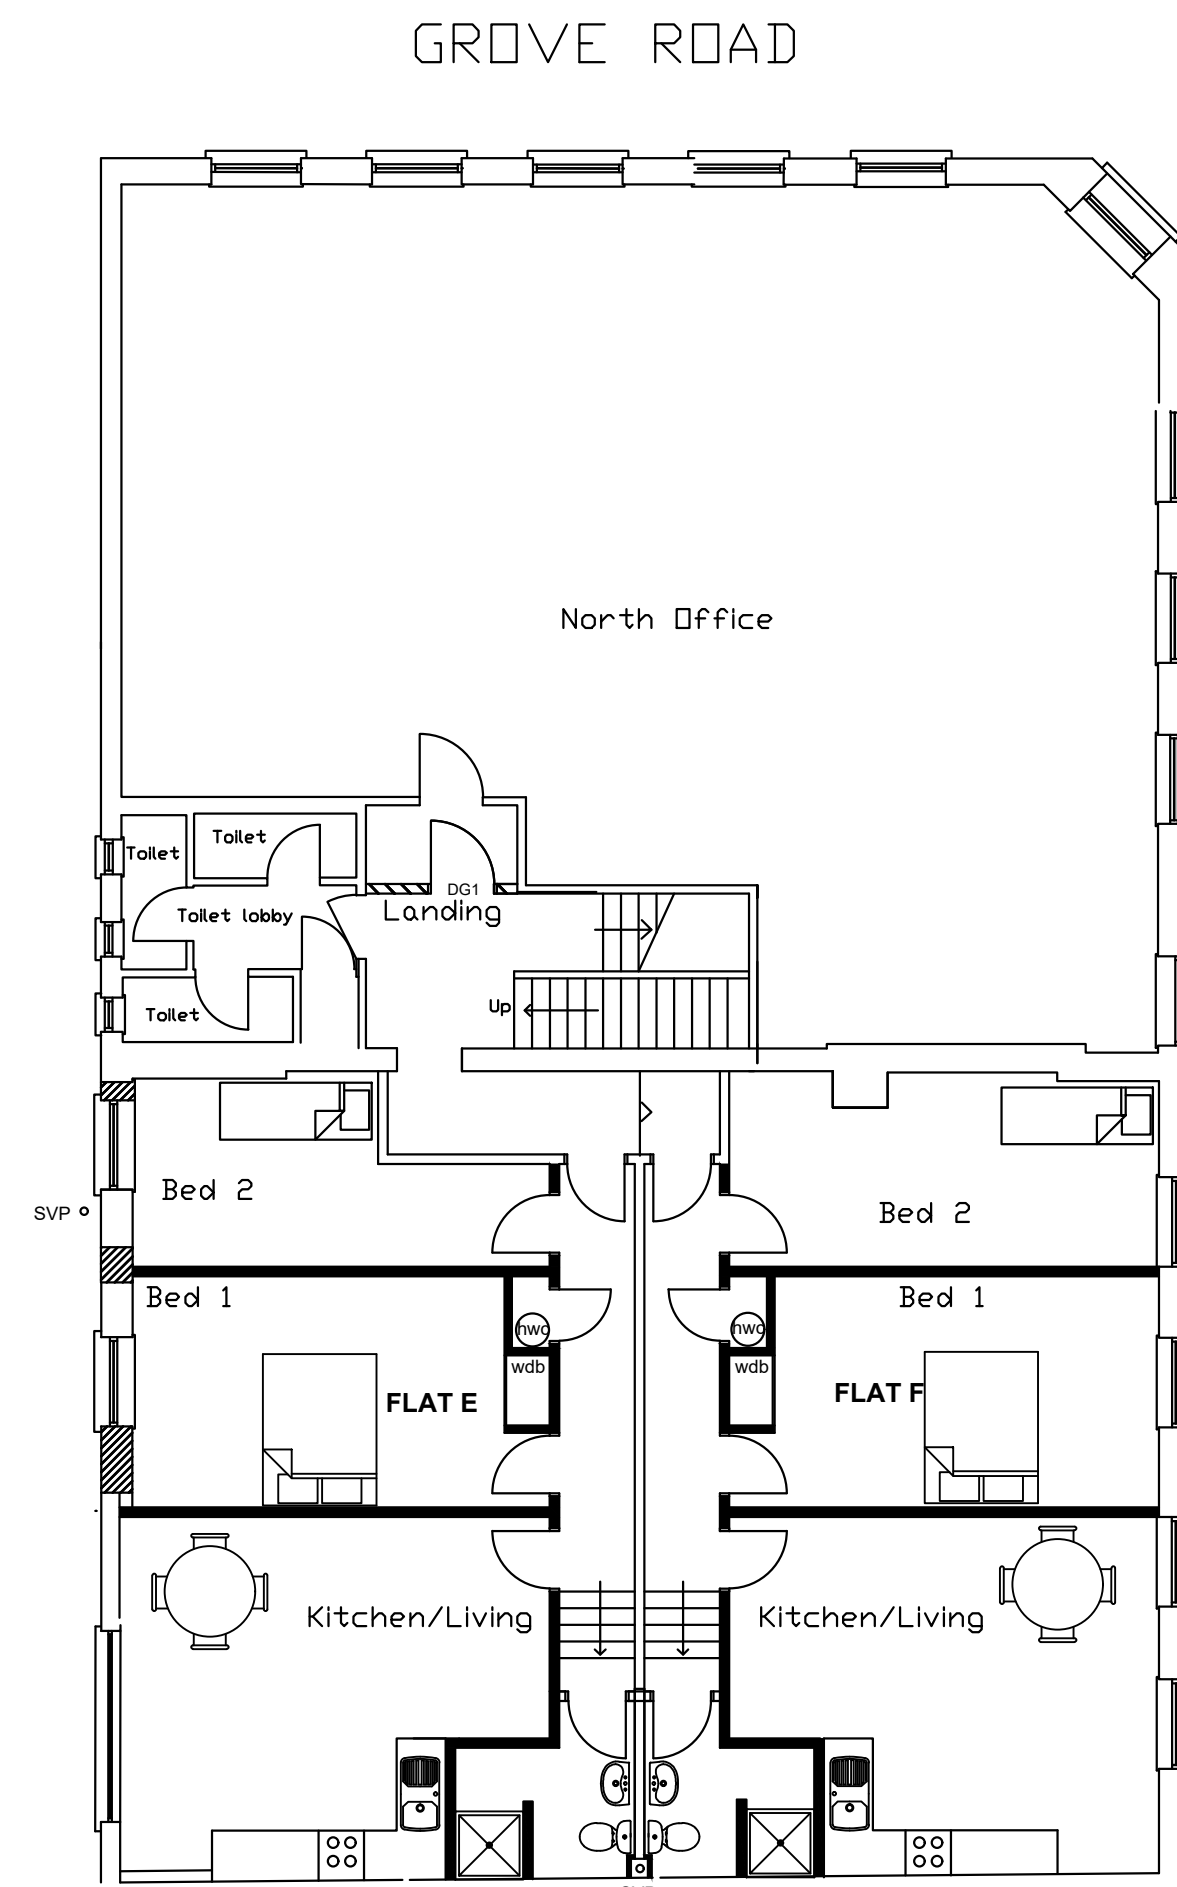 GROVE ROAD
North Office
Toilet
Toilet
DG1
Landing
Toilet lobby
Up
Toilet
Bed 2
SVP
Bed 2
Bed 1
Bed 1
hwc
hwc
wdb
wdb
FLAT E
FLAT F
Kitchen/Living
Kitchen/Living